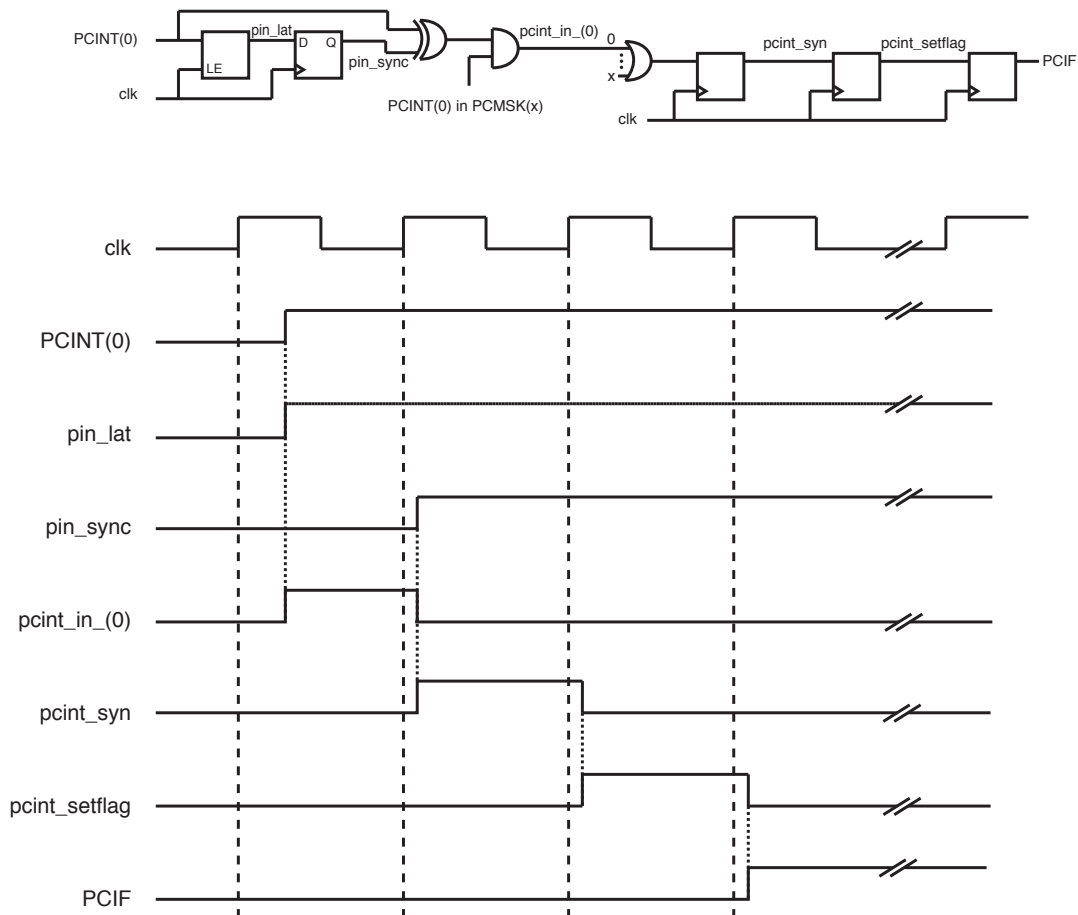 PCINT(0)
LE
pin_lat
D Q
pin_sync
clk
pcint_in_(0)
PCINT(0) in PCMSK(x)
0
x
clk
pcint_syn
pcint_setflag
PCIF
clk
PCINT(0)
pin_lat
pin_sync
pcint_in_(0)
pcint_syn
pcint_setflag
PCIF